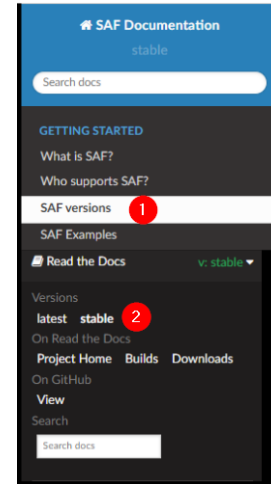 SAF Documentation
stable
Search docs
GETTING STARTED
What is SAF?
Who supports SAF?
SAF versions 1
SAF Examples
Read the Docs v: stable
Versions
latest stable 2
On Read the Docs
Project Home Builds Downloads
On GitHub
View
Search
Search docs